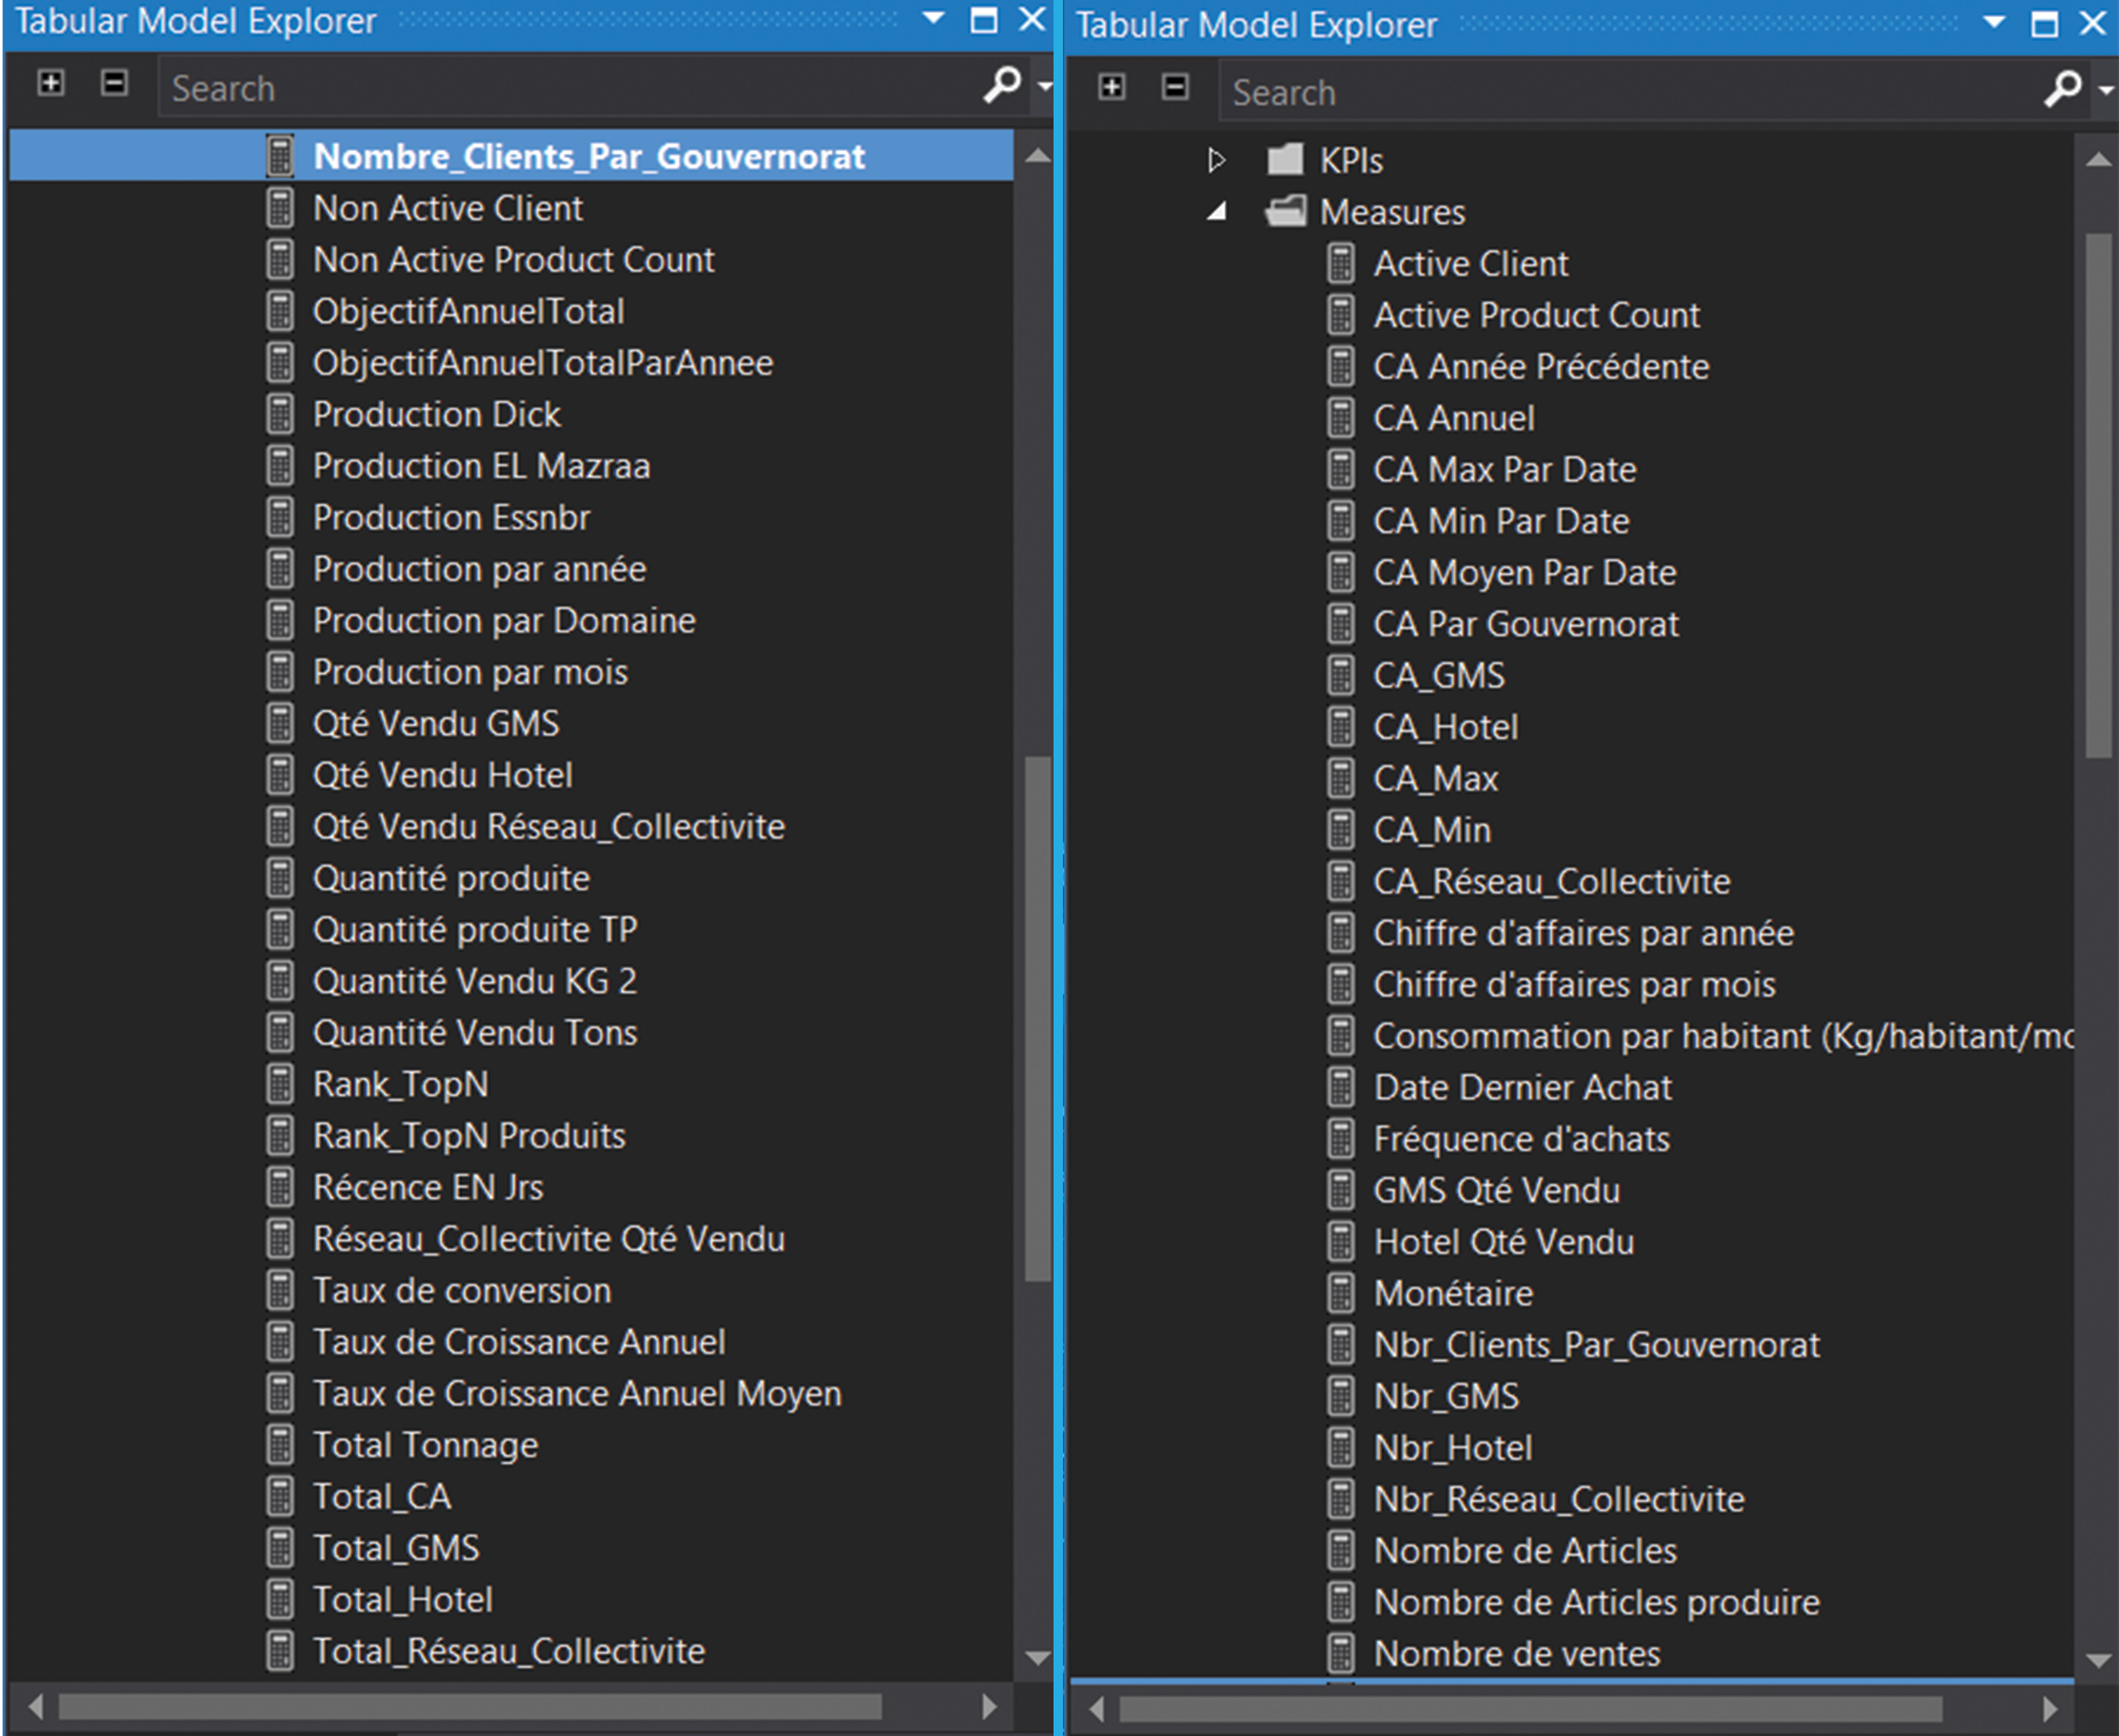 Tabular Model Explorer
Search
Nombre_Clients_Par_Gouvernorat
Non Active Client
Non Active Product Count
ObjectifAnnuelTotal
ObjectifAnnuelTotalParAnnee
Production Dick
Production EL Mazraa
Production Essnbr
Production par année
Production par Domaine
Production par mois
Qté Vendu GMS
Qté Vendu Hotel
Qté Vendu Réseau_Collectivite
Quantité produite
Quantité produite TP
Quantité Vendu KG 2
Quantité Vendu Tons
Rank_TopN
Rank_TopN Produits
Récence EN Jrs
Réseau_Collectivite Qté Vendu
Taux de conversion
Taux de Croissance Annuel
Taux de Croissance Annuel Moyen
Total Tonnage
Total_CA
Total_GMS
Total_Hotel
Total_Réseau_Collectivite
Tabular Model Explorer
Search
KPIs
Measures
Active Client
Active Product Count
CA Année Précédente
CA Annuel
CA Max Par Date
CA Min Par Date
CA Moyen Par Date
CA Par Gouvernorat
CA_GMS
CA_Hotel
CA_Max
CA_Min
CA_Réseau_Collectivite
Chiffre d'affaires par année
Chiffre d'affaires par mois
Consommation par habitant (Kg/habitant/mo
Date Dernier Achat
Fréquence d'achats
GMS Qté Vendu
Hotel Qté Vendu
Monétaire
Nbr_Clients_Par_Gouvernorat
Nbr_GMS
Nbr_Hotel
Nbr_Réseau_Collectivite
Nombre de Articles
Nombre de Articles produire
Nombre de ventes